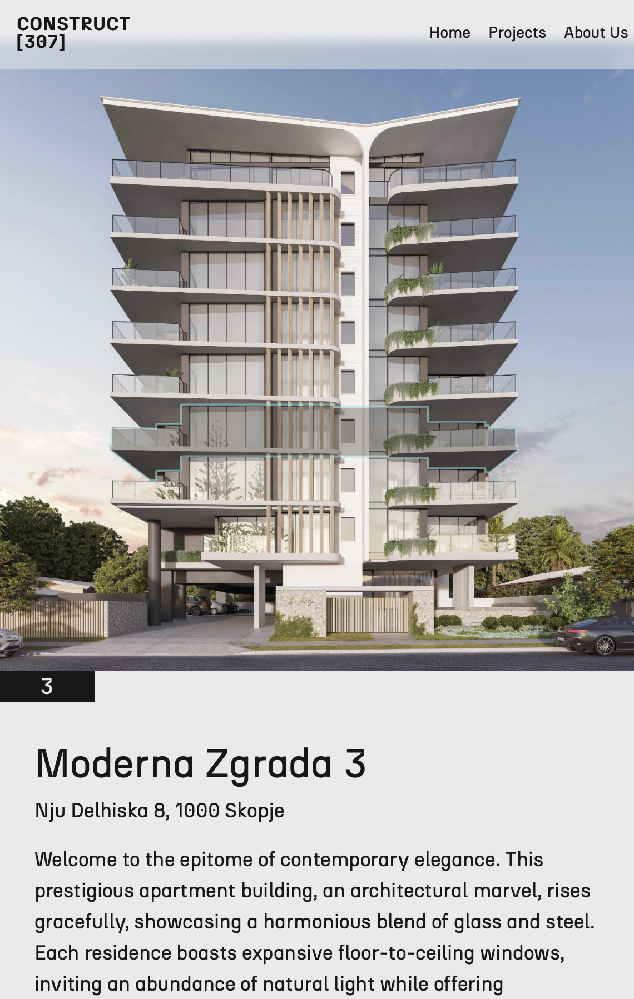 CONSTRUCT
[307]
Home Projects About Us
3
Moderna Zgrada 3
Nju Delhiska 8, 1000 Skopje
Welcome to the epitome of contemporary elegance. This
prestigious apartment building, an architectural marvel, rises
gracefully, showcasing a harmonious blend of glass and steel.
Each residence boasts expansive floor-to-ceiling windows,
inviting an abundance of natural light while offering